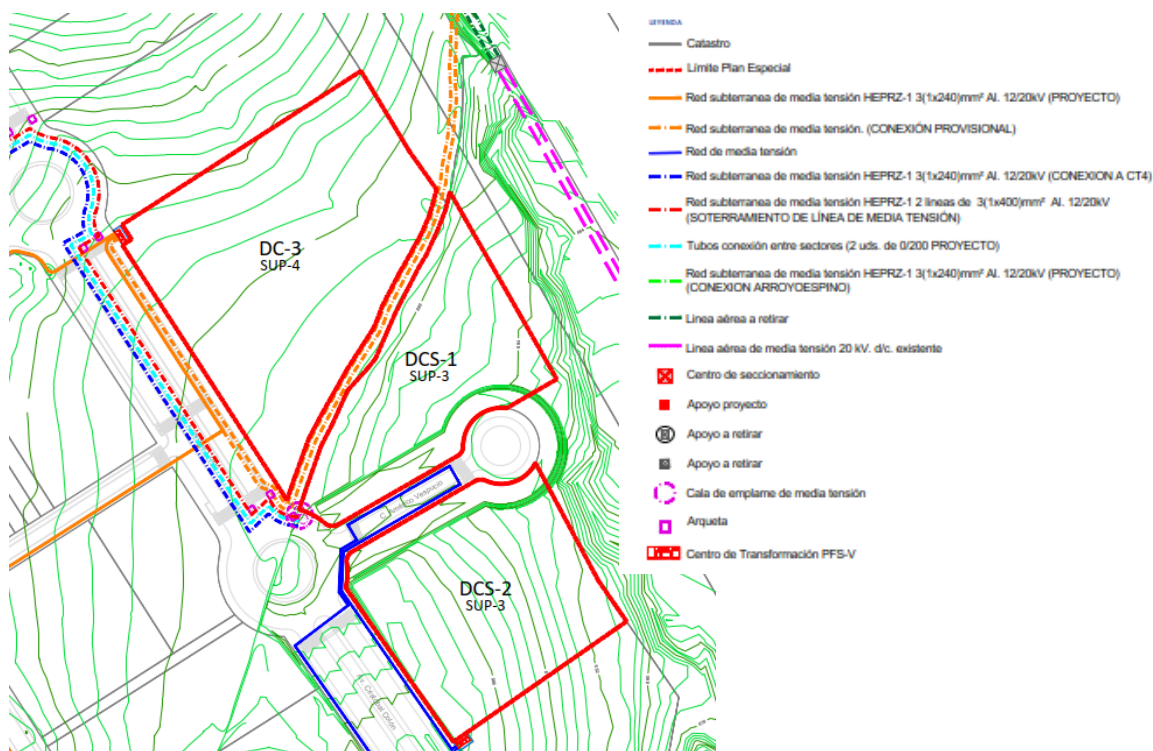 DC-3
SUP-4
DCS-1
SUP-3
C. Américo Vespucio
DCS-2
SUP-3
Av. Cristóbal Colón
LEYENDA
Catastro
Límite Plan Especial
Red subterranea de media tensión HEPRZ-1 3(1x240)mm² Al. 12/20kV (PROYECTO)
Red subterranea de media tensión. (CONEXIÓN PROVISIONAL)
Red de media tensión
Red subterranea de media tensión HEPRZ-1 3(1x240)mm² Al. 12/20kV (CONEXION A CT4)
Red subterranea de media tensión HEPRZ-1 2 lineas de 3(1x400)mm² Al. 12/20kV
(SOTERRAMIENTO DE LÍNEA DE MEDIA TENSIÓN)
Tubos conexión entre sectores (2 uds. de 0/200 PROYECTO)
Red subterranea de media tensión HEPRZ-1 3(1x240)mm² Al. 12/20kV (PROYECTO)
(CONEXION ARROYOESPINO)
Linea aérea a retirar
Linea aérea de media tensión 20 kV. d/c. existente
Centro de seccionamiento
Apoyo proyecto
Apoyo a retirar
Apoyo a retirar
Cala de emplame de media tensión
Arqueta
Centro de Transformación PFS-V